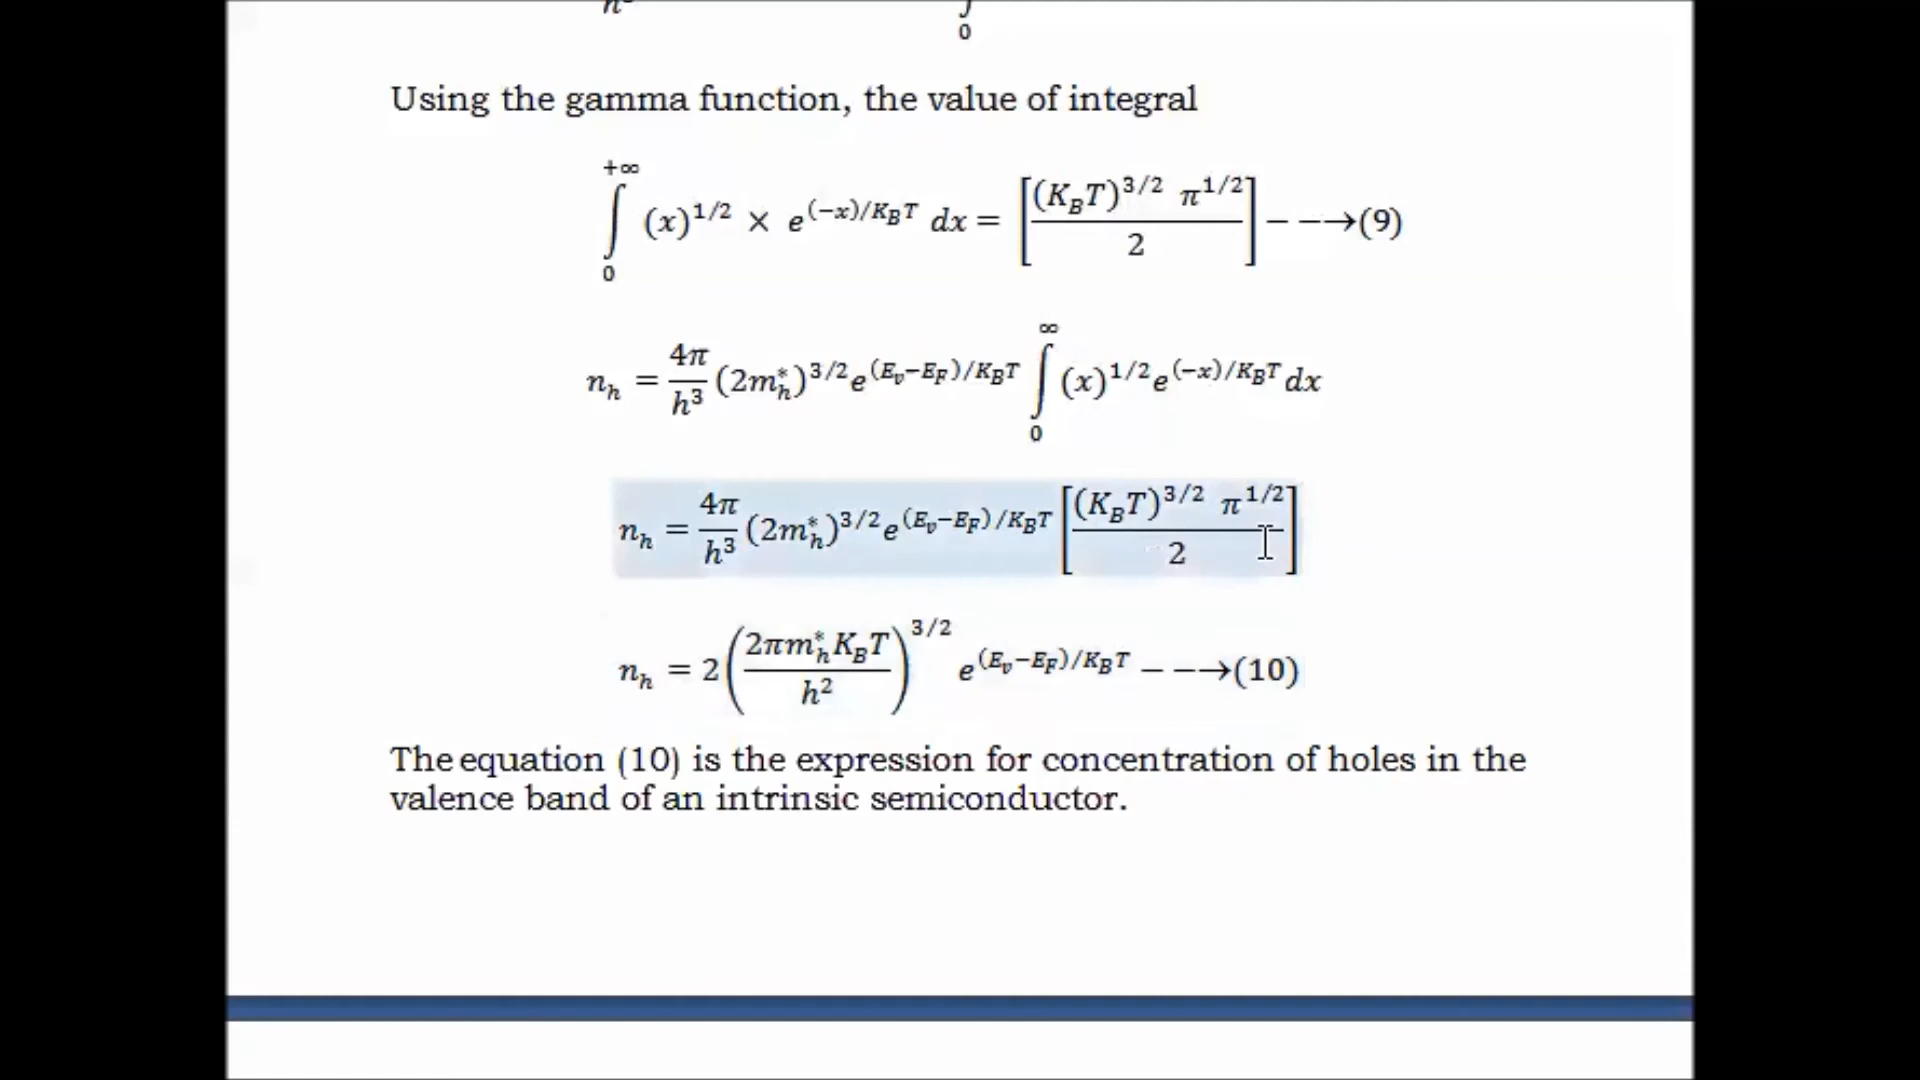 0
Using the gamma function, the value of integral
∫₀^{+∞} (x)^{1/2} × e^{(−x)/K_BT} dx = [(K_BT)^{3/2} π^{1/2} / 2] − −→(9)
n_h = 4π/h³ (2m_h^*)^{3/2} e^{(E_v−E_F)/K_BT} ∫₀^∞ (x)^{1/2} e^{(−x)/K_BT} dx
n_h = 4π/h³ (2m_h^*)^{3/2} e^{(E_v−E_F)/K_BT} [(K_BT)^{3/2} π^{1/2} / 2]
n_h = 2 (2πm_h^*K_BT / h²)^{3/2} e^{(E_v−E_F)/K_BT} − −→(10)
The equation (10) is the expression for concentration of holes in the
valence band of an intrinsic semiconductor.